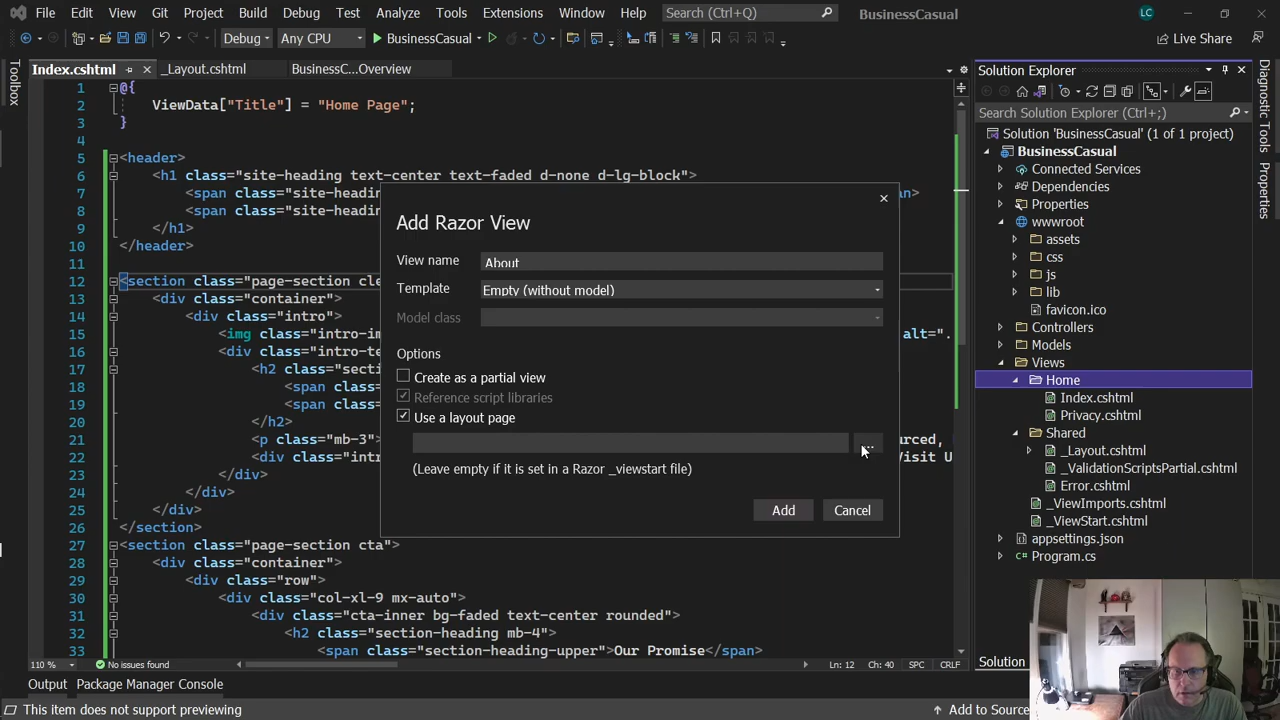 File Edit View Git Project Build Debug Test Analyze Tools Extensions Window Help Search (Ctrl+Q) BusinessCasual LC
Debug Any CPU BusinessCasual Live Share
Toolbox
Index.cshtml _Layout.cshtml BusinessC...Overview
1 @{
2 ViewData["Title"] = "Home Page";
3 }
4
5 <header>
6 <h1 class="site-heading text-center text-faded d-none d-lg-block">
7 <span class="site-headin /span>
8 <span class="site-headin span>
9 </h1>
10 </header>
11
12 <section class="page-section cle
13 <div class="container">
14 <div class="intro">
15 <img class="intro-im alt=".
16 <div class="intro-te
17 <h2 class="secti
18 <span class=
19 <span class=
20 </h2>
21 <p class="mb-3"> urced,
22 <div class="intr Visit U
23 </div>
24 </div>
25 </div>
26 </section>
27 <section class="page-section cta">
28 <div class="container">
29 <div class="row">
30 <div class="col-xl-9 mx-auto">
31 <div class="cta-inner bg-faded text-center rounded">
32 <h2 class="section-heading mb-4">
33 <span class="section-heading-upper">Our Promise</span>
110 % No issues found Ln: 12 Ch: 40 SPC CRLF
Output Package Manager Console
This item does not support previewing Add to Source
Add Razor View
View name About
Template Empty (without model)
Model class
Options
Create as a partial view
Reference script libraries
Use a layout page
...
(Leave empty if it is set in a Razor _viewstart file)
Add Cancel
Solution Explorer
Search Solution Explorer (Ctrl+;)
Solution 'BusinessCasual' (1 of 1 project)
BusinessCasual
Connected Services
Dependencies
Properties
wwwroot
assets
css
js
lib
favicon.ico
Controllers
Models
Views
Home
Index.cshtml
Privacy.cshtml
Shared
_Layout.cshtml
_ValidationScriptsPartial.cshtml
Error.cshtml
_ViewImports.cshtml
_ViewStart.cshtml
appsettings.json
Program.cs
Solution
Diagnostic Tools
Properties